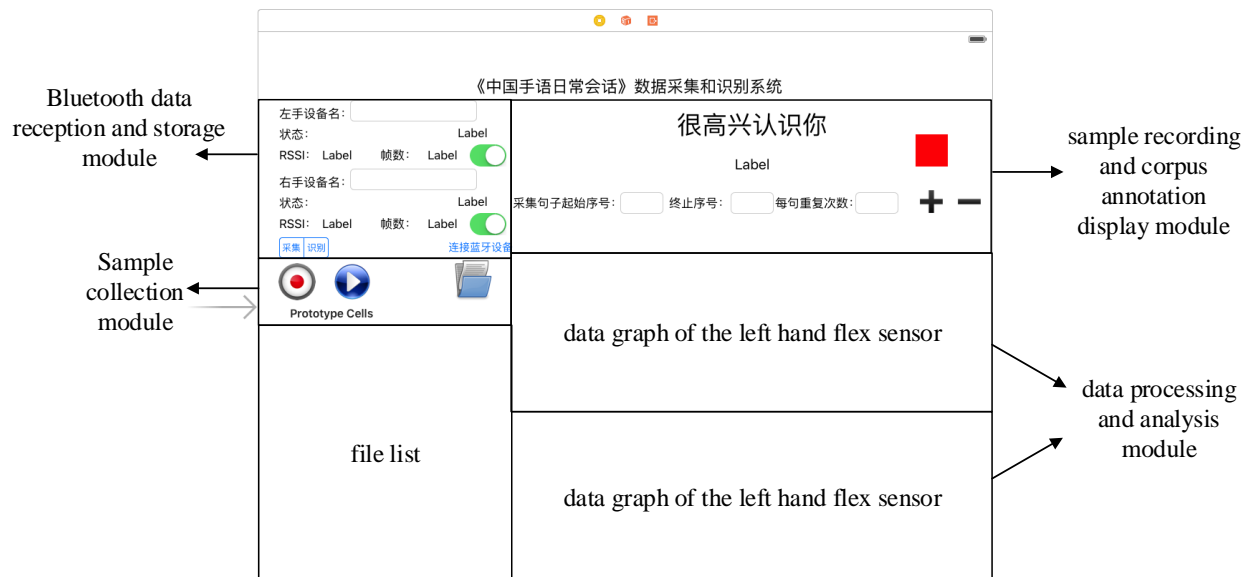 《中国手语日常会话》数据采集和识别系统
Bluetooth data
reception and storage
module
左手设备名：
状态： Label
RSSI： Label 帧数： Label
右手设备名：
状态： Label
RSSI： Label 帧数： Label
采集 识别 连接蓝牙设备
很高兴认识你
Label
采集句子起始序号： 终止序号： 每句重复次数：
sample recording
and corpus
annotation
display module
Sample
collection
module
Prototype Cells
file list
data graph of the left hand flex sensor
data graph of the left hand flex sensor
data processing
and analysis
module